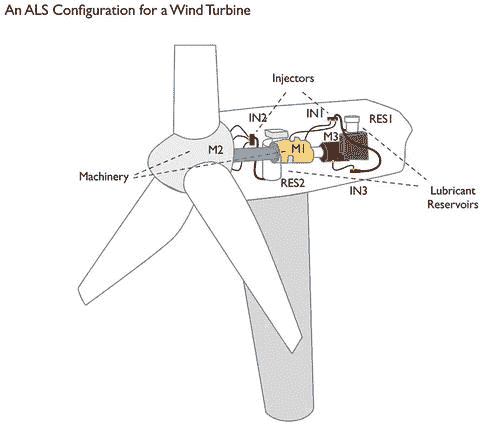 An ALS Configuration for a Wind Turbine
Injectors
IN2
IN1
RES1
M2
M1
M3
Machinery
RES2
IN3
Lubricant
Reservoirs